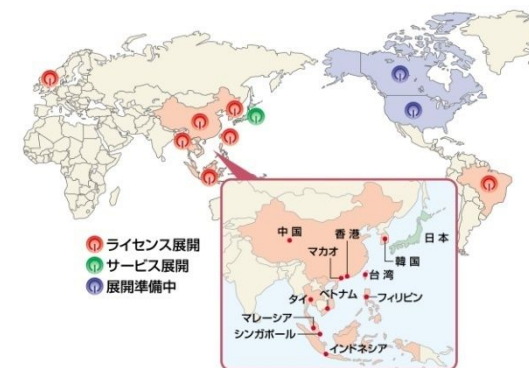 ライセンス展開
サービス展開
展開準備中
中国
香港
マカオ
日本
韓国
台湾
タイ
ベトナム
フィリピン
マレーシア
シンガポール
インドネシア